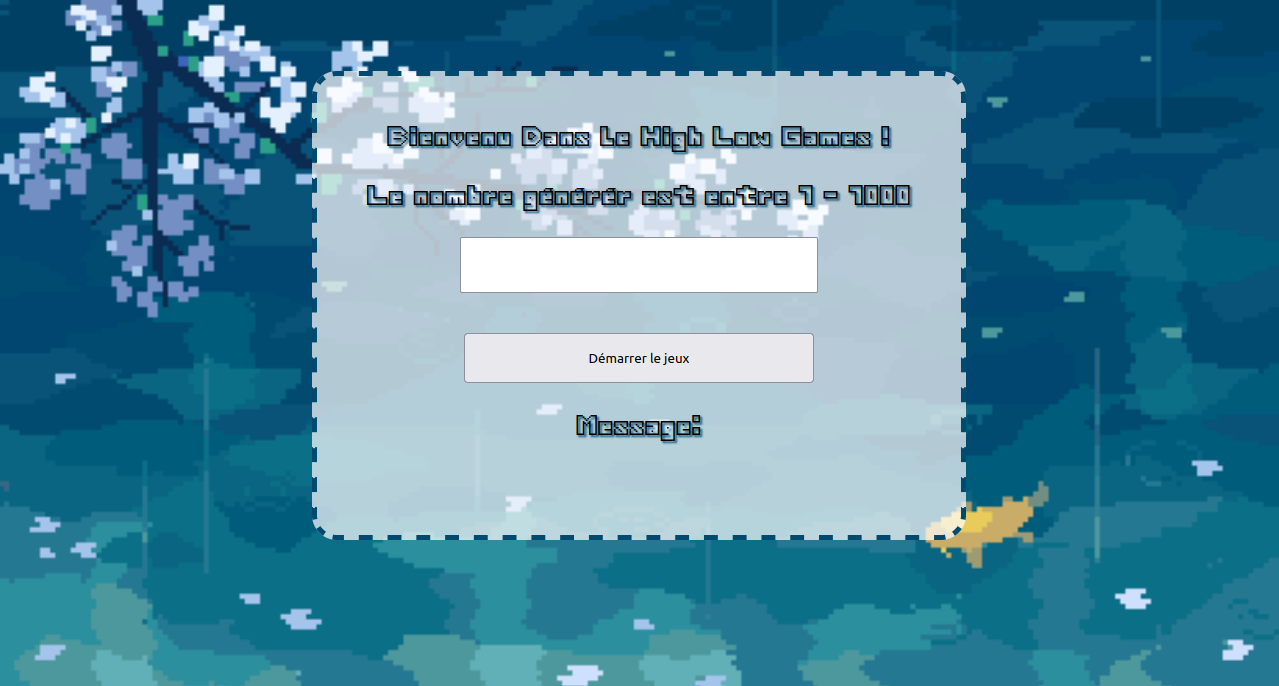 Bienvenu Dans Le High Low Games !
Le nombre générér est entre 1 - 1000
Démarrer le jeux
Message: